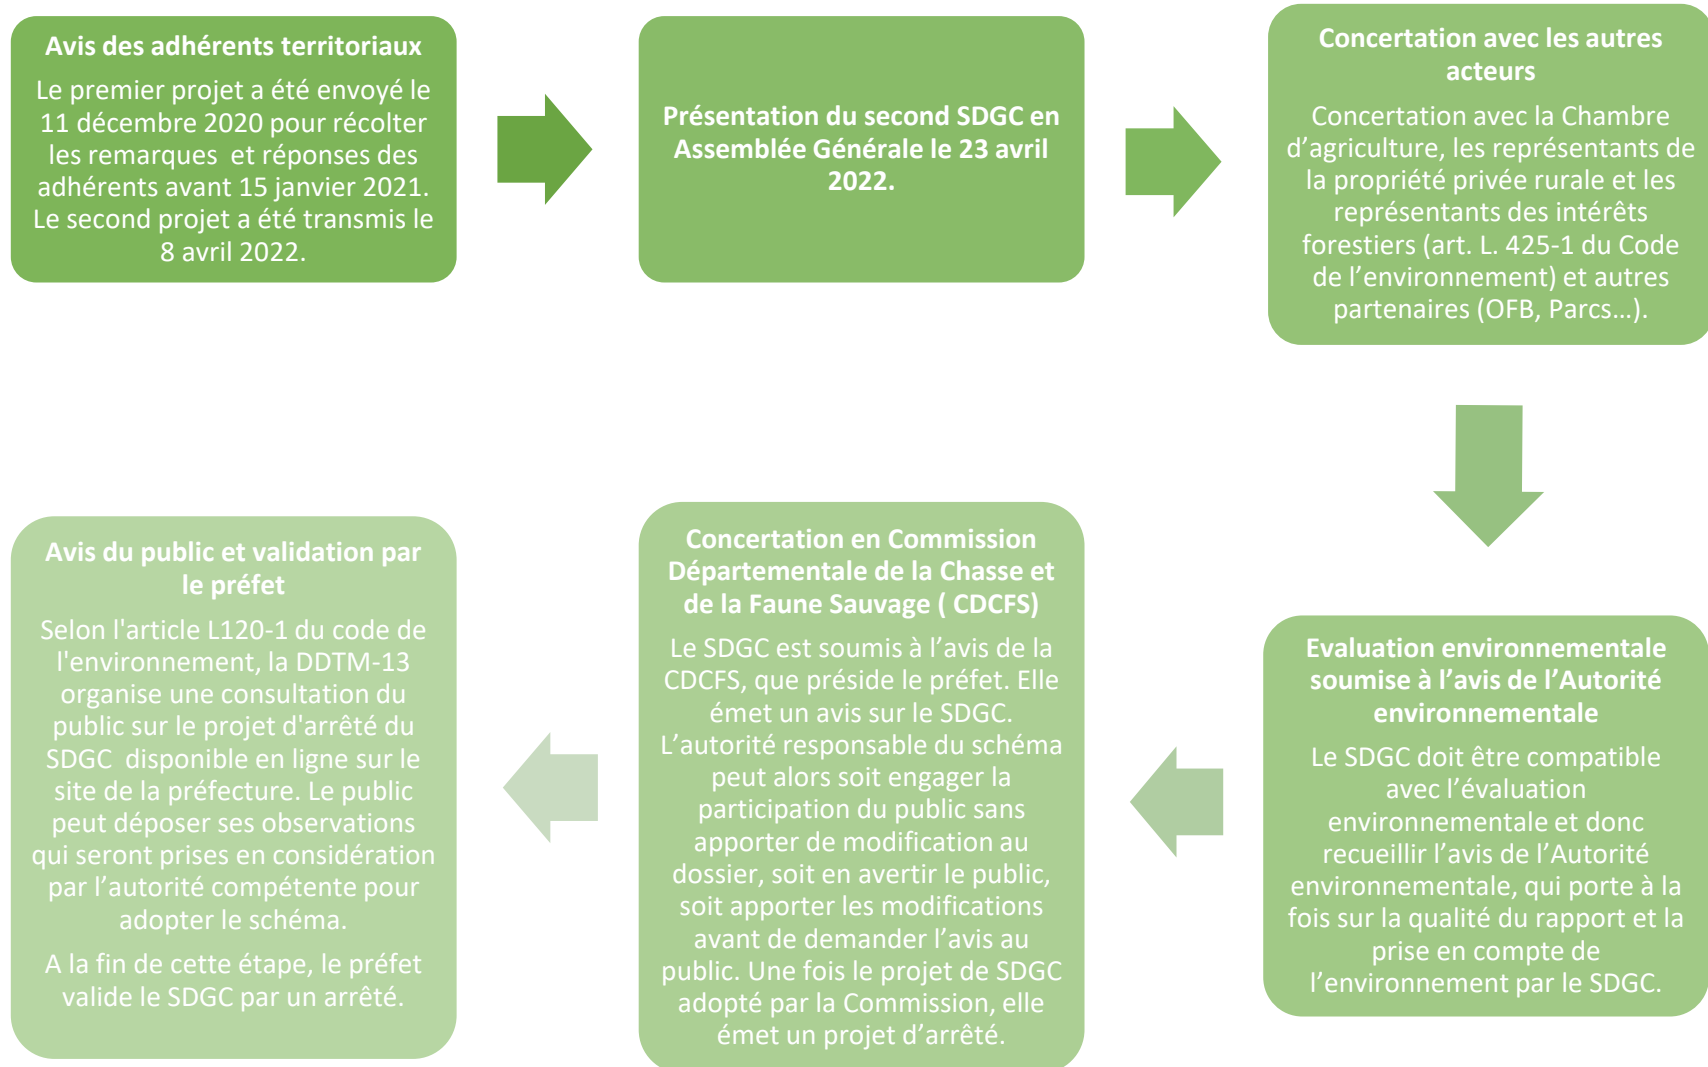 Avis des adhérents territoriaux
Le premier projet a été envoyé le
11 décembre 2020 pour récolter
les remarques  et réponses des
adhérents avant 15 janvier 2021.
Le second projet a été transmis le
8 avril 2022.
Présentation du second SDGC en
Assemblée Générale le 23 avril
2022.
Concertation avec les autres
acteurs
Concertation avec la Chambre
d’agriculture, les représentants de
la propriété privée rurale et les
représentants des intérêts
forestiers (art. L. 425-1 du Code
de l’environnement) et autres
partenaires (OFB, Parcs…).
Evaluation environnementale
soumise à l’avis de l’Autorité
environnementale
Le SDGC doit être compatible
avec l’évaluation
environnementale et donc
recueillir l’avis de l’Autorité
environnementale, qui porte à la
fois sur la qualité du rapport et la
prise en compte de
l’environnement par le SDGC.
Concertation en Commission
Départementale de la Chasse et
de la Faune Sauvage ( CDCFS)
Le SDGC est soumis à l’avis de la
CDCFS, que préside le préfet. Elle
émet un avis sur le SDGC.
L’autorité responsable du schéma
peut alors soit engager la
participation du public sans
apporter de modification au
dossier, soit en avertir le public,
soit apporter les modifications
avant de demander l’avis au
public. Une fois le projet de SDGC
adopté par la Commission, elle
émet un projet d’arrêté.
Avis du public et validation par
le préfet
Selon l'article L120-1 du code de
l'environnement, la DDTM-13
organise une consultation du
public sur le projet d'arrêté du
SDGC  disponible en ligne sur le
site de la préfecture. Le public
peut déposer ses observations
qui seront prises en considération
par l’autorité compétente pour
adopter le schéma.
A la fin de cette étape, le préfet
valide le SDGC par un arrêté.